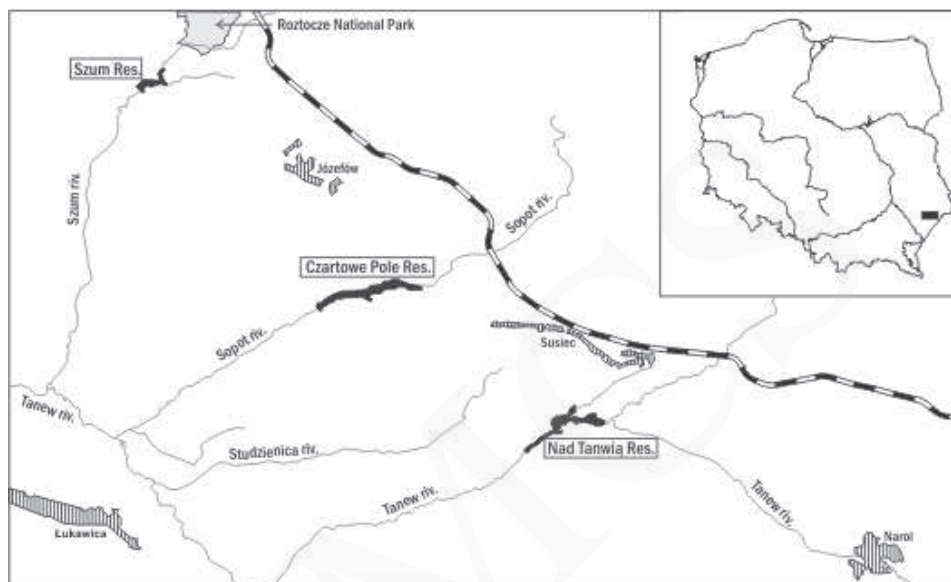 Roztocze National Park
Szum Res.
Józefów
Szum riv.
Sopot riv.
Czartowe Pole Res.
Sopot riv.
Susiec
Tanew riv.
Studzienica riv.
Nad Tanwią Res.
Tanew riv.
Tanew riv.
Łukawica
Narol
UMCS